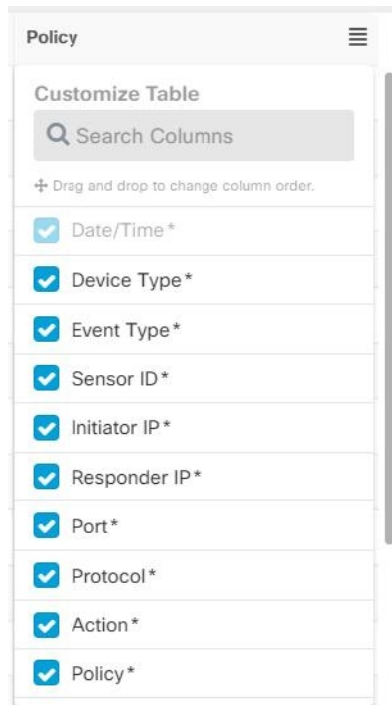 Policy
Customize Table
Search Columns
Drag and drop to change column order.
Date/Time*
Device Type*
Event Type*
Sensor ID*
Initiator IP*
Responder IP*
Port*
Protocol*
Action*
Policy*